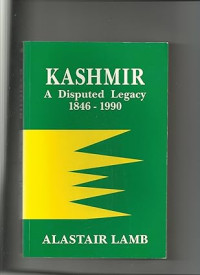 KASHMIR
A Disputed Legacy
1846 - 1990
ALASTAIR LAMB